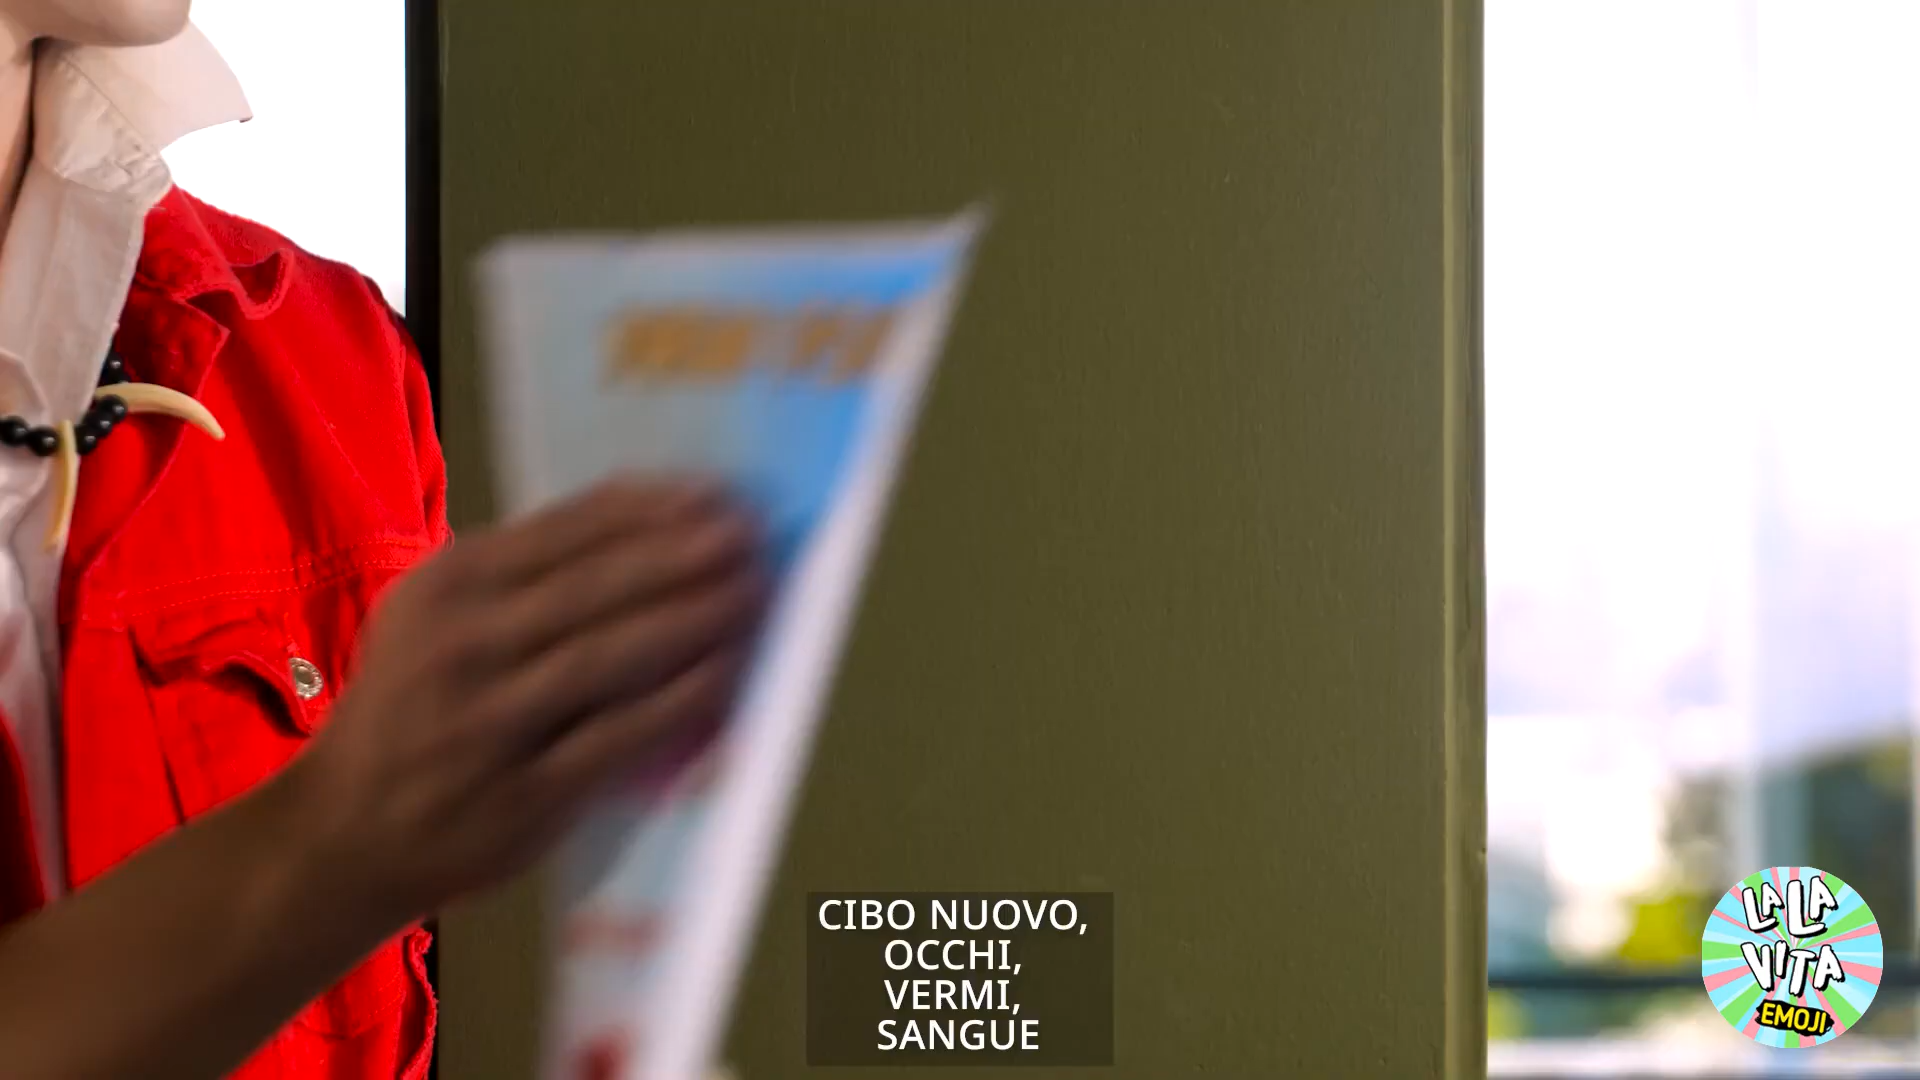 CIBO NUOVO,
OCCHI,
VERMI,
SANGUE
LA LA
VITA
EMOJI